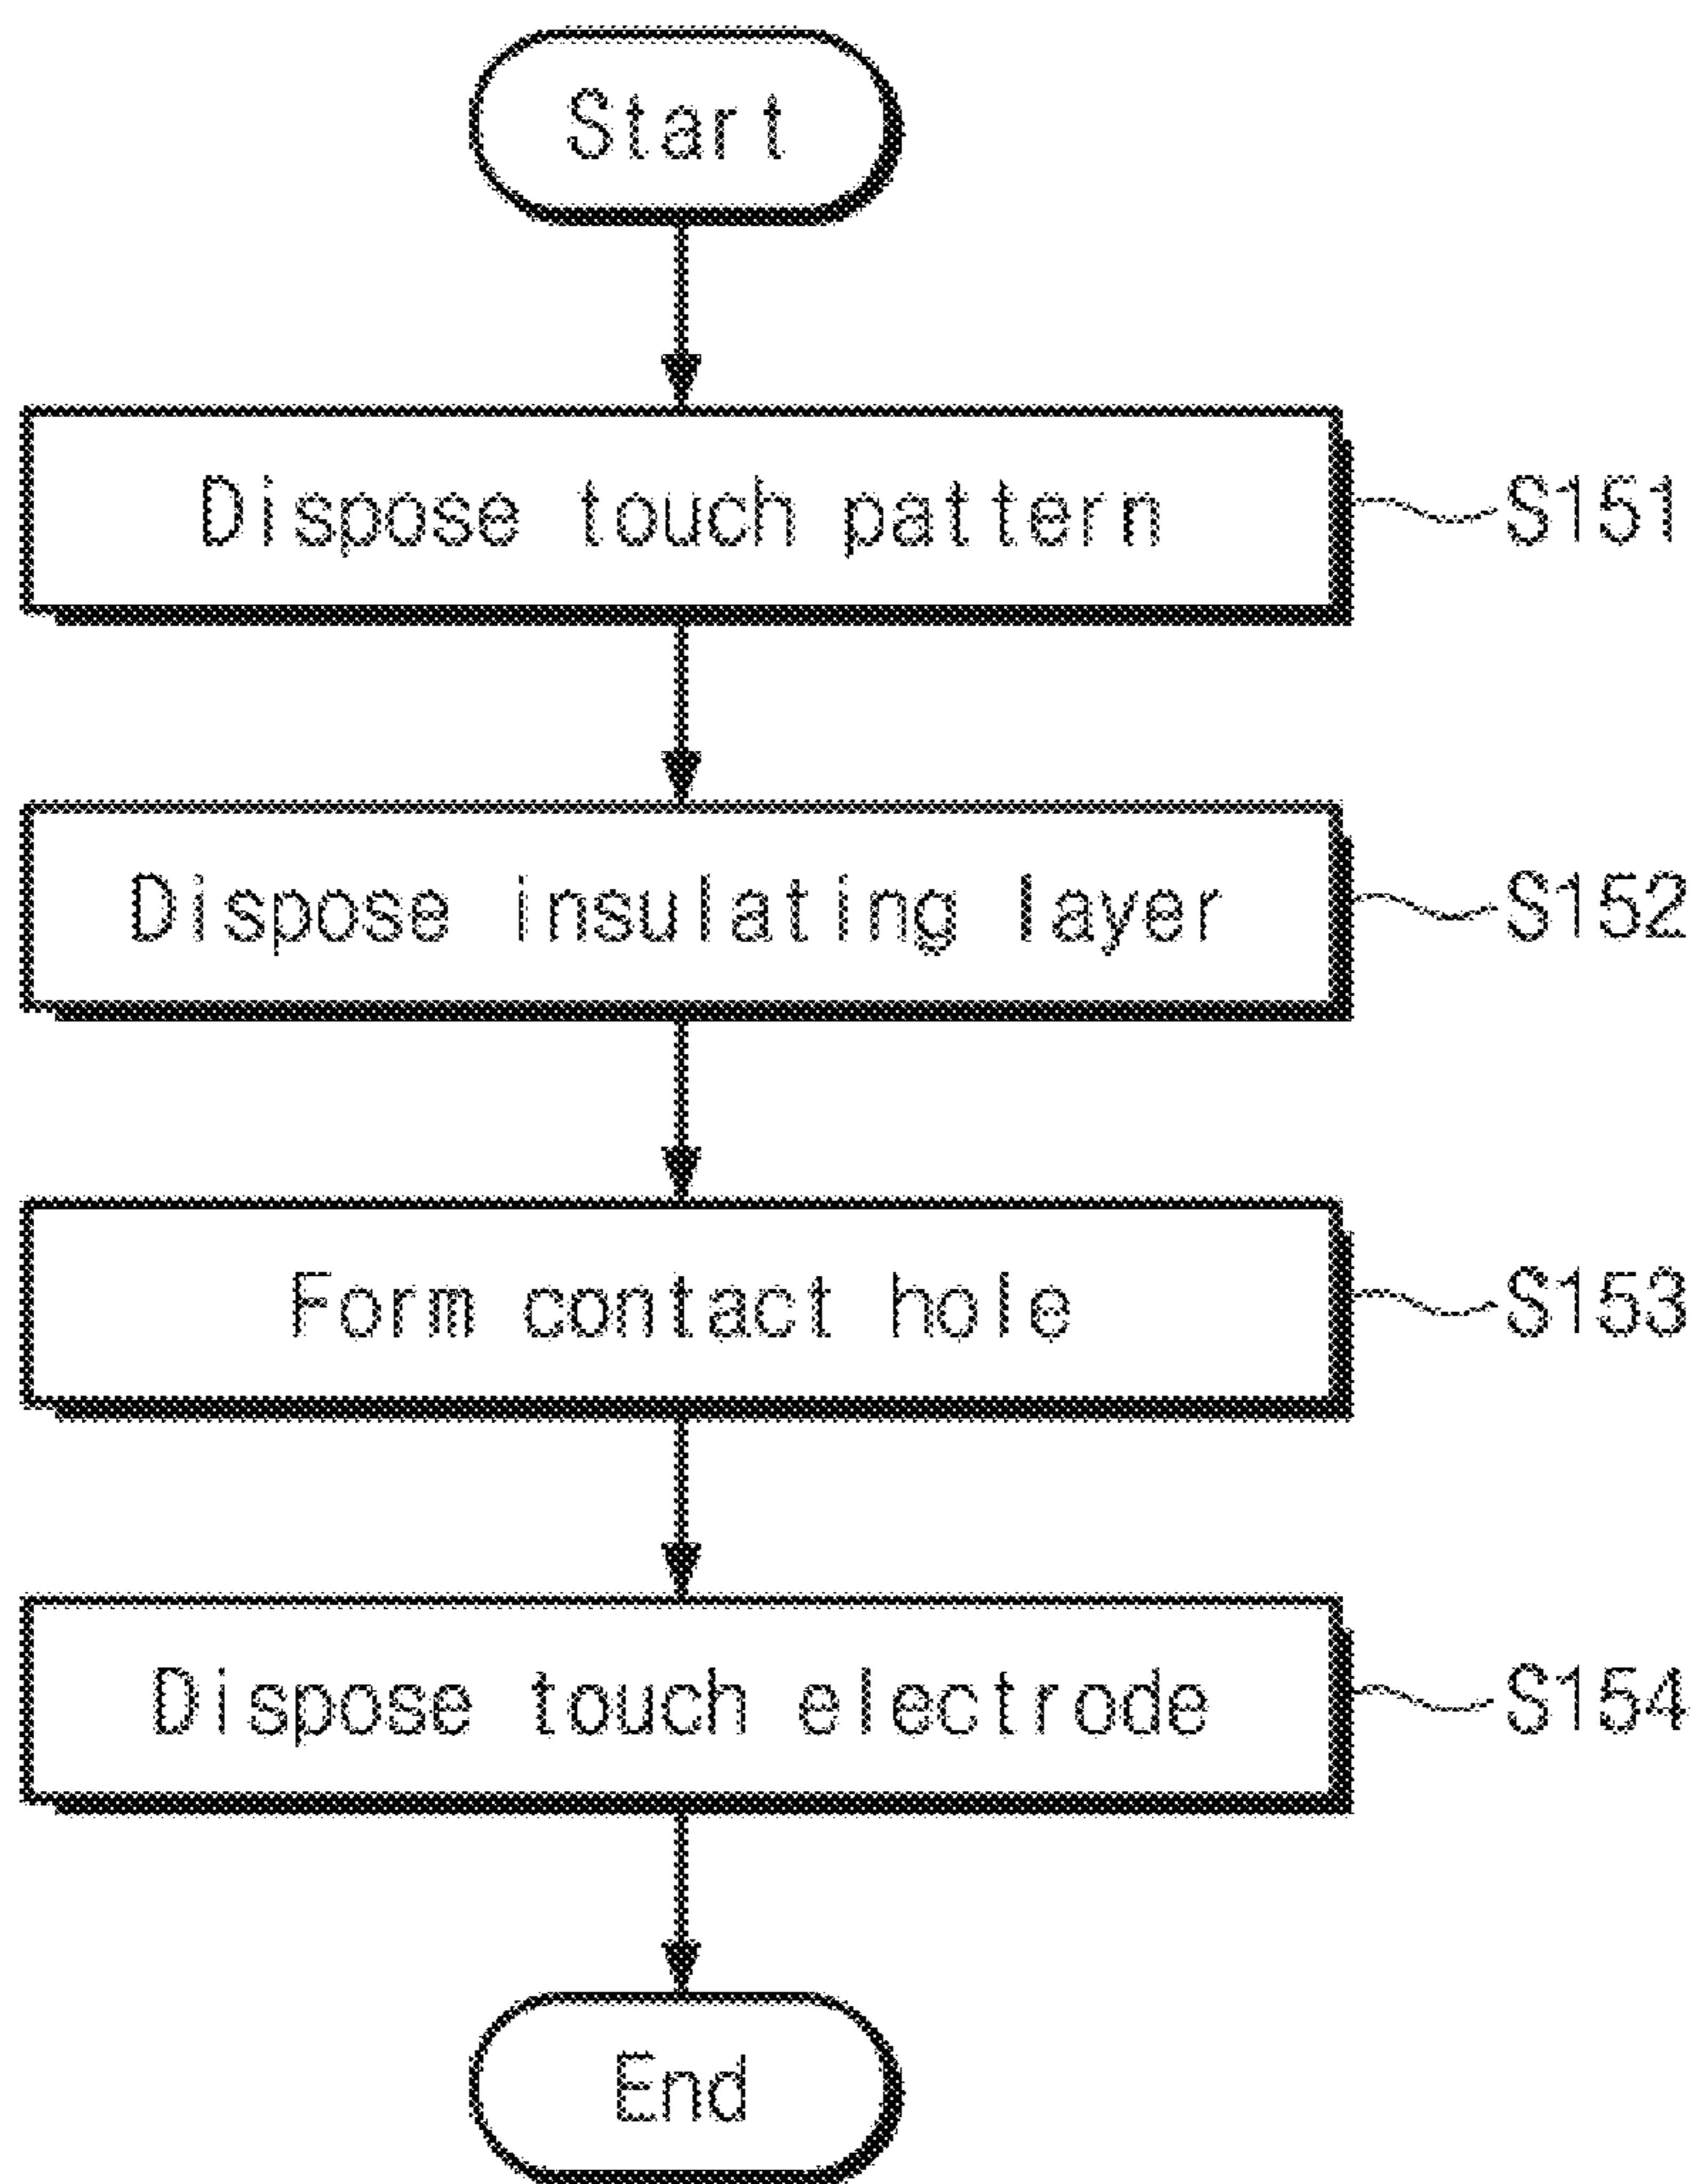 Start
Dispose touch pattern
S151
Dispose insulating layer
S152
Form contact hole
S153
Dispose touch electrode
S154
End